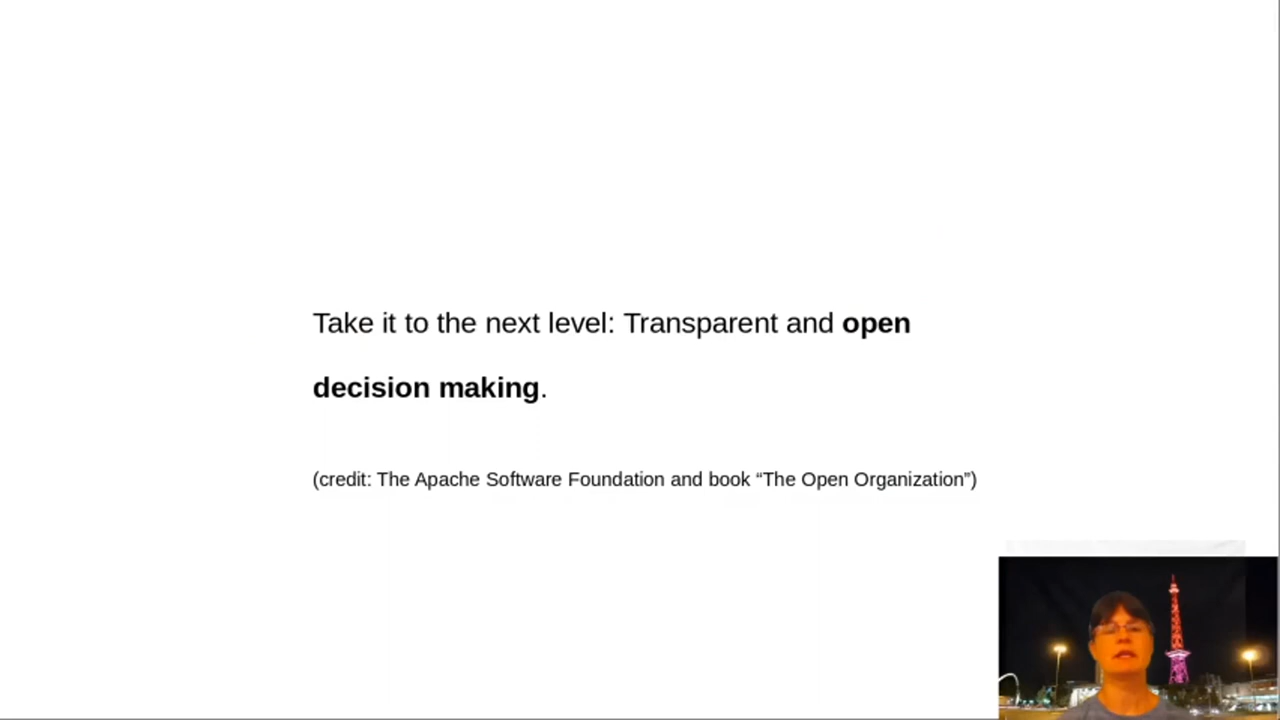 Take it to the next level: Transparent and open
decision making.
(credit: The Apache Software Foundation and book “The Open Organization”)